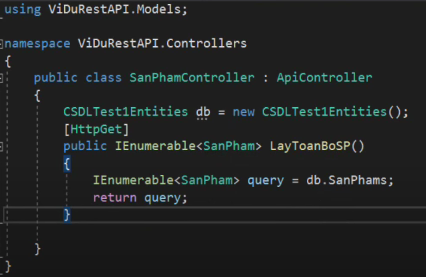 using ViDuRestAPI.Models;
namespace ViDuRestAPI.Controllers
{
public class SanPhamController : ApiController
{
CSDLTest1Entities db = new CSDLTest1Entities();
[HttpGet]
public IEnumerable<SanPham> LayToanBoSP()
{
IEnumerable<SanPham> query = db.SanPhams;
return query;
}
}
}